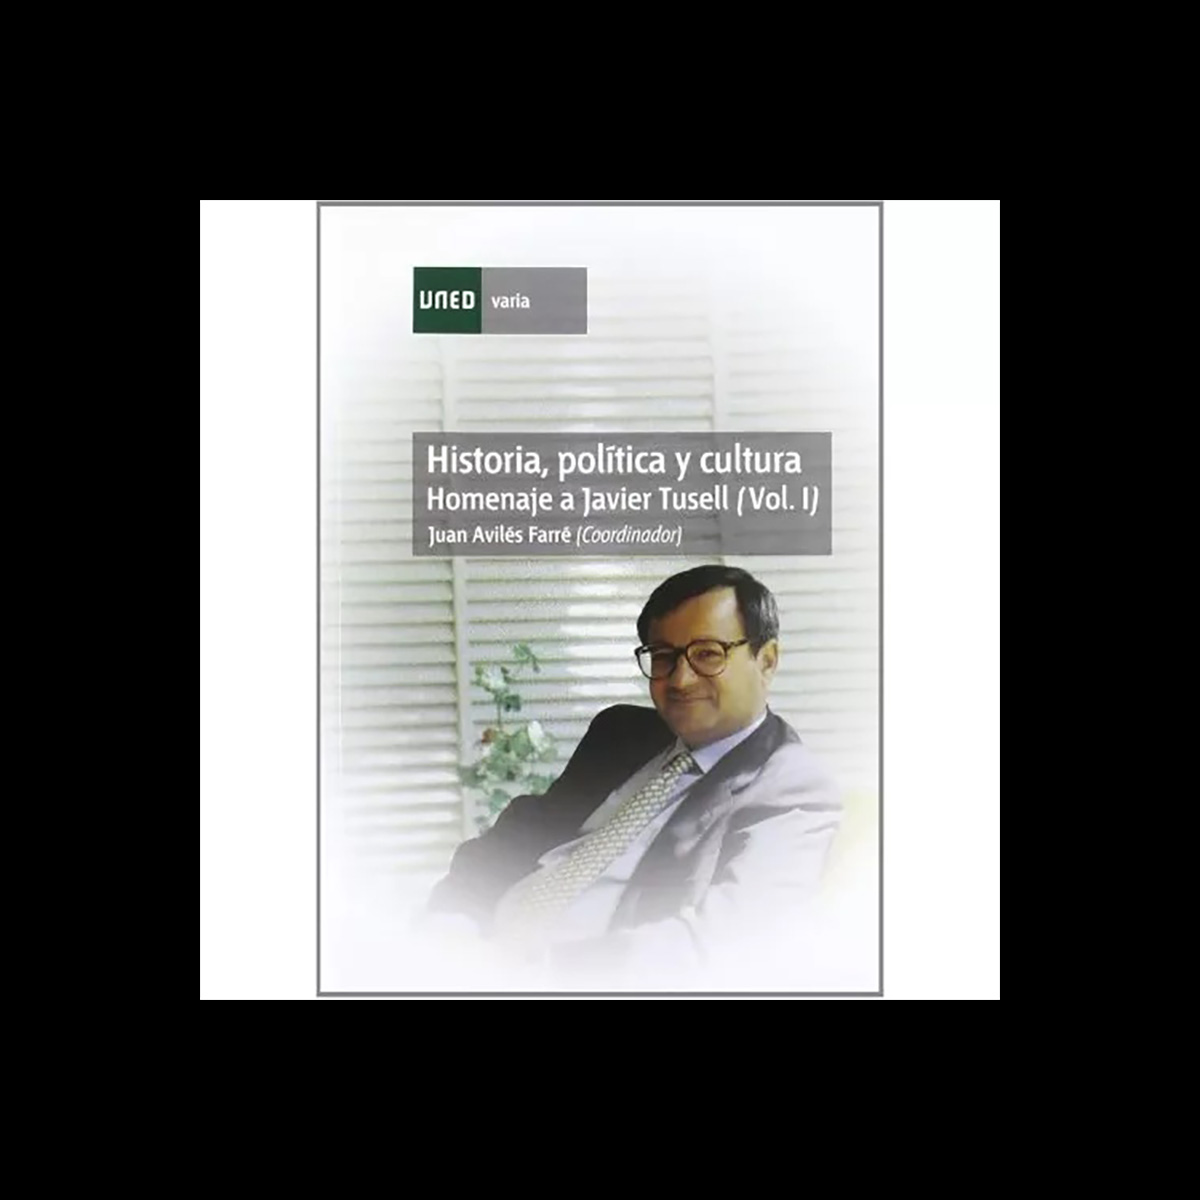 UNED varia
Historia, política y cultura
Homenaje a Javier Tusell (Vol. I)
Juan Avilés Farré (Coordinador)